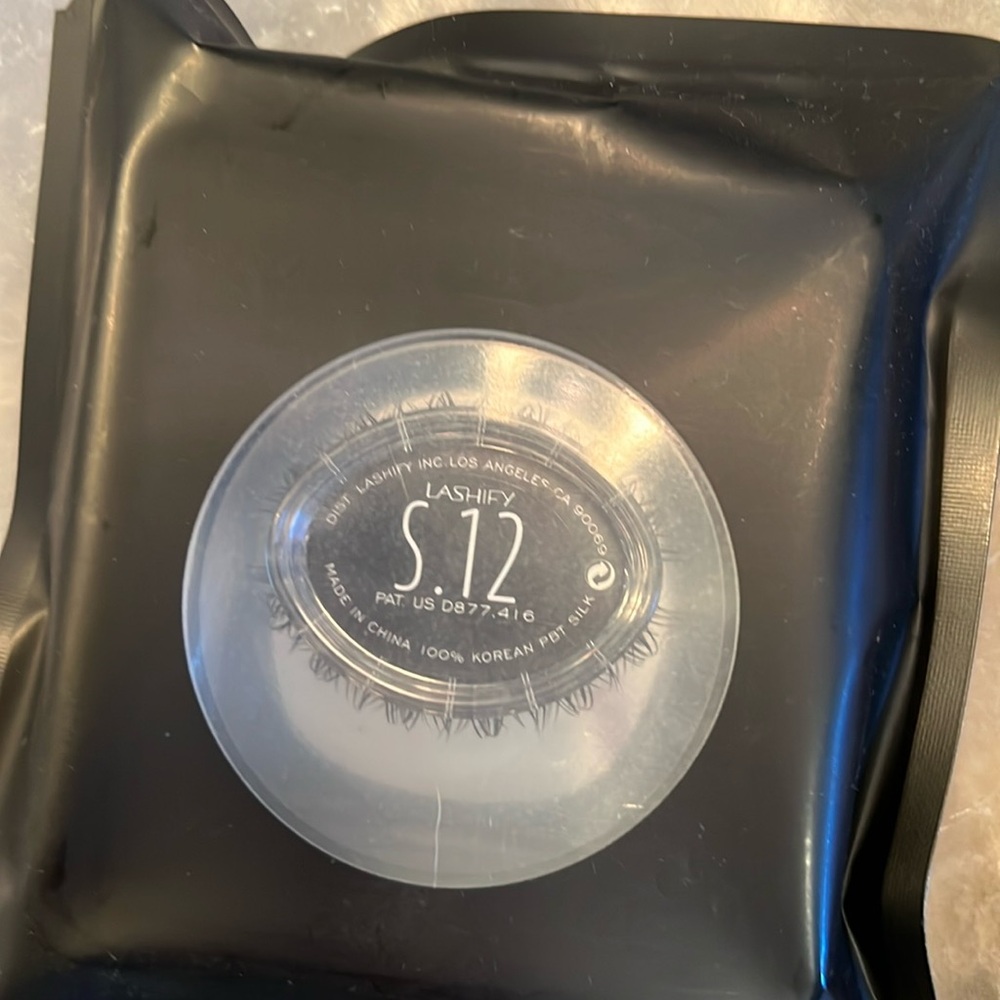 DIST LASHIFY INC. LOS ANGELES, CA 90069
LASHIFY
S.12
PAT. US D877,416
MADE IN CHINA 100% KOREAN PBT SILK